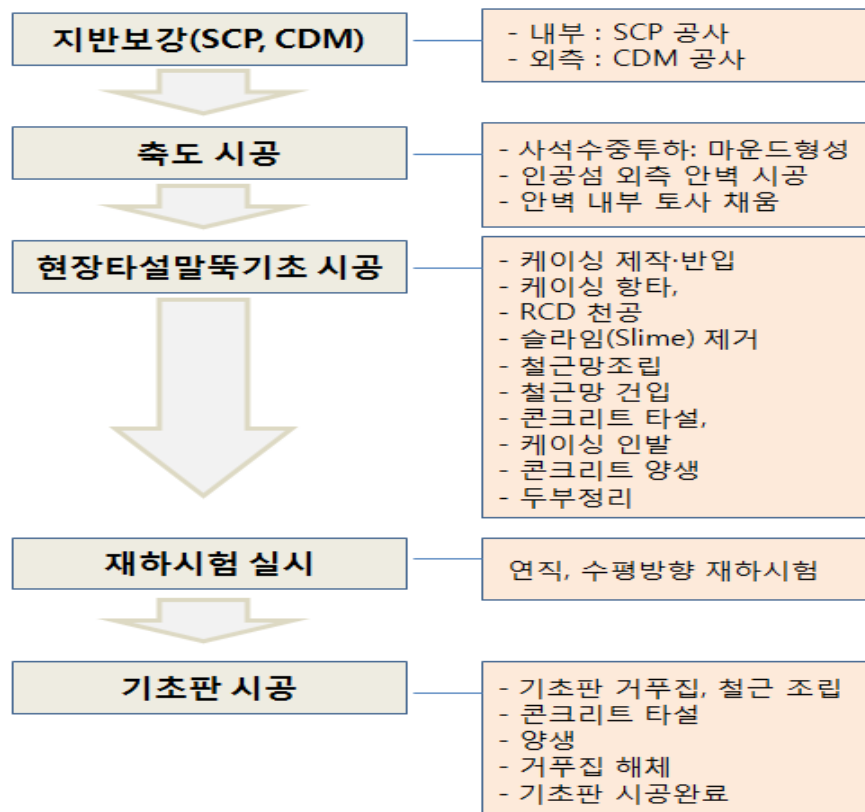 지반보강(SCP, CDM)
- 내부 : SCP 공사
- 외측 : CDM 공사
축도 시공
- 사석수중투하: 마운드형성
- 인공섬 외측 안벽 시공
- 안벽 내부 토사 채움
현장타설말뚝기초 시공
- 케이싱 제작·반입
- 케이싱 항타,
- RCD 천공
- 슬라임(Slime) 제거
- 철근망조립
- 철근망 건입
- 콘크리트 타설,
- 케이싱 인발
- 콘크리트 양생
- 두부정리
재하시험 실시
연직, 수평방향 재하시험
기초판 시공
- 기초판 거푸집, 철근 조립
- 콘크리트 타설
- 양생
- 거푸집 해체
- 기초판 시공완료